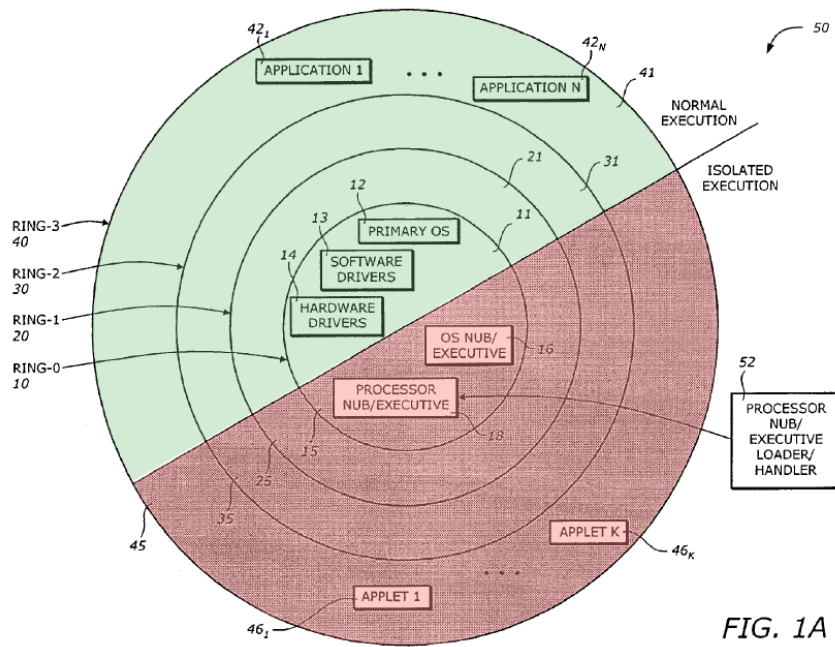 42₁
42_N
50
APPLICATION 1
• • •
APPLICATION N
41
NORMAL
EXECUTION
ISOLATED
EXECUTION
21
31
12
11
PRIMARY OS
13
SOFTWARE
DRIVERS
14
HARDWARE
DRIVERS
RING-3
40
RING-2
30
RING-1
20
RING-0
10
OS NUB/
EXECUTIVE
16
PROCESSOR
NUB/EXECUTIVE
18
52
PROCESSOR
NUB/
EXECUTIVE
LOADER/
HANDLER
15
25
35
45
APPLET K
46_K
• • •
APPLET 1
46₁
FIG. 1A